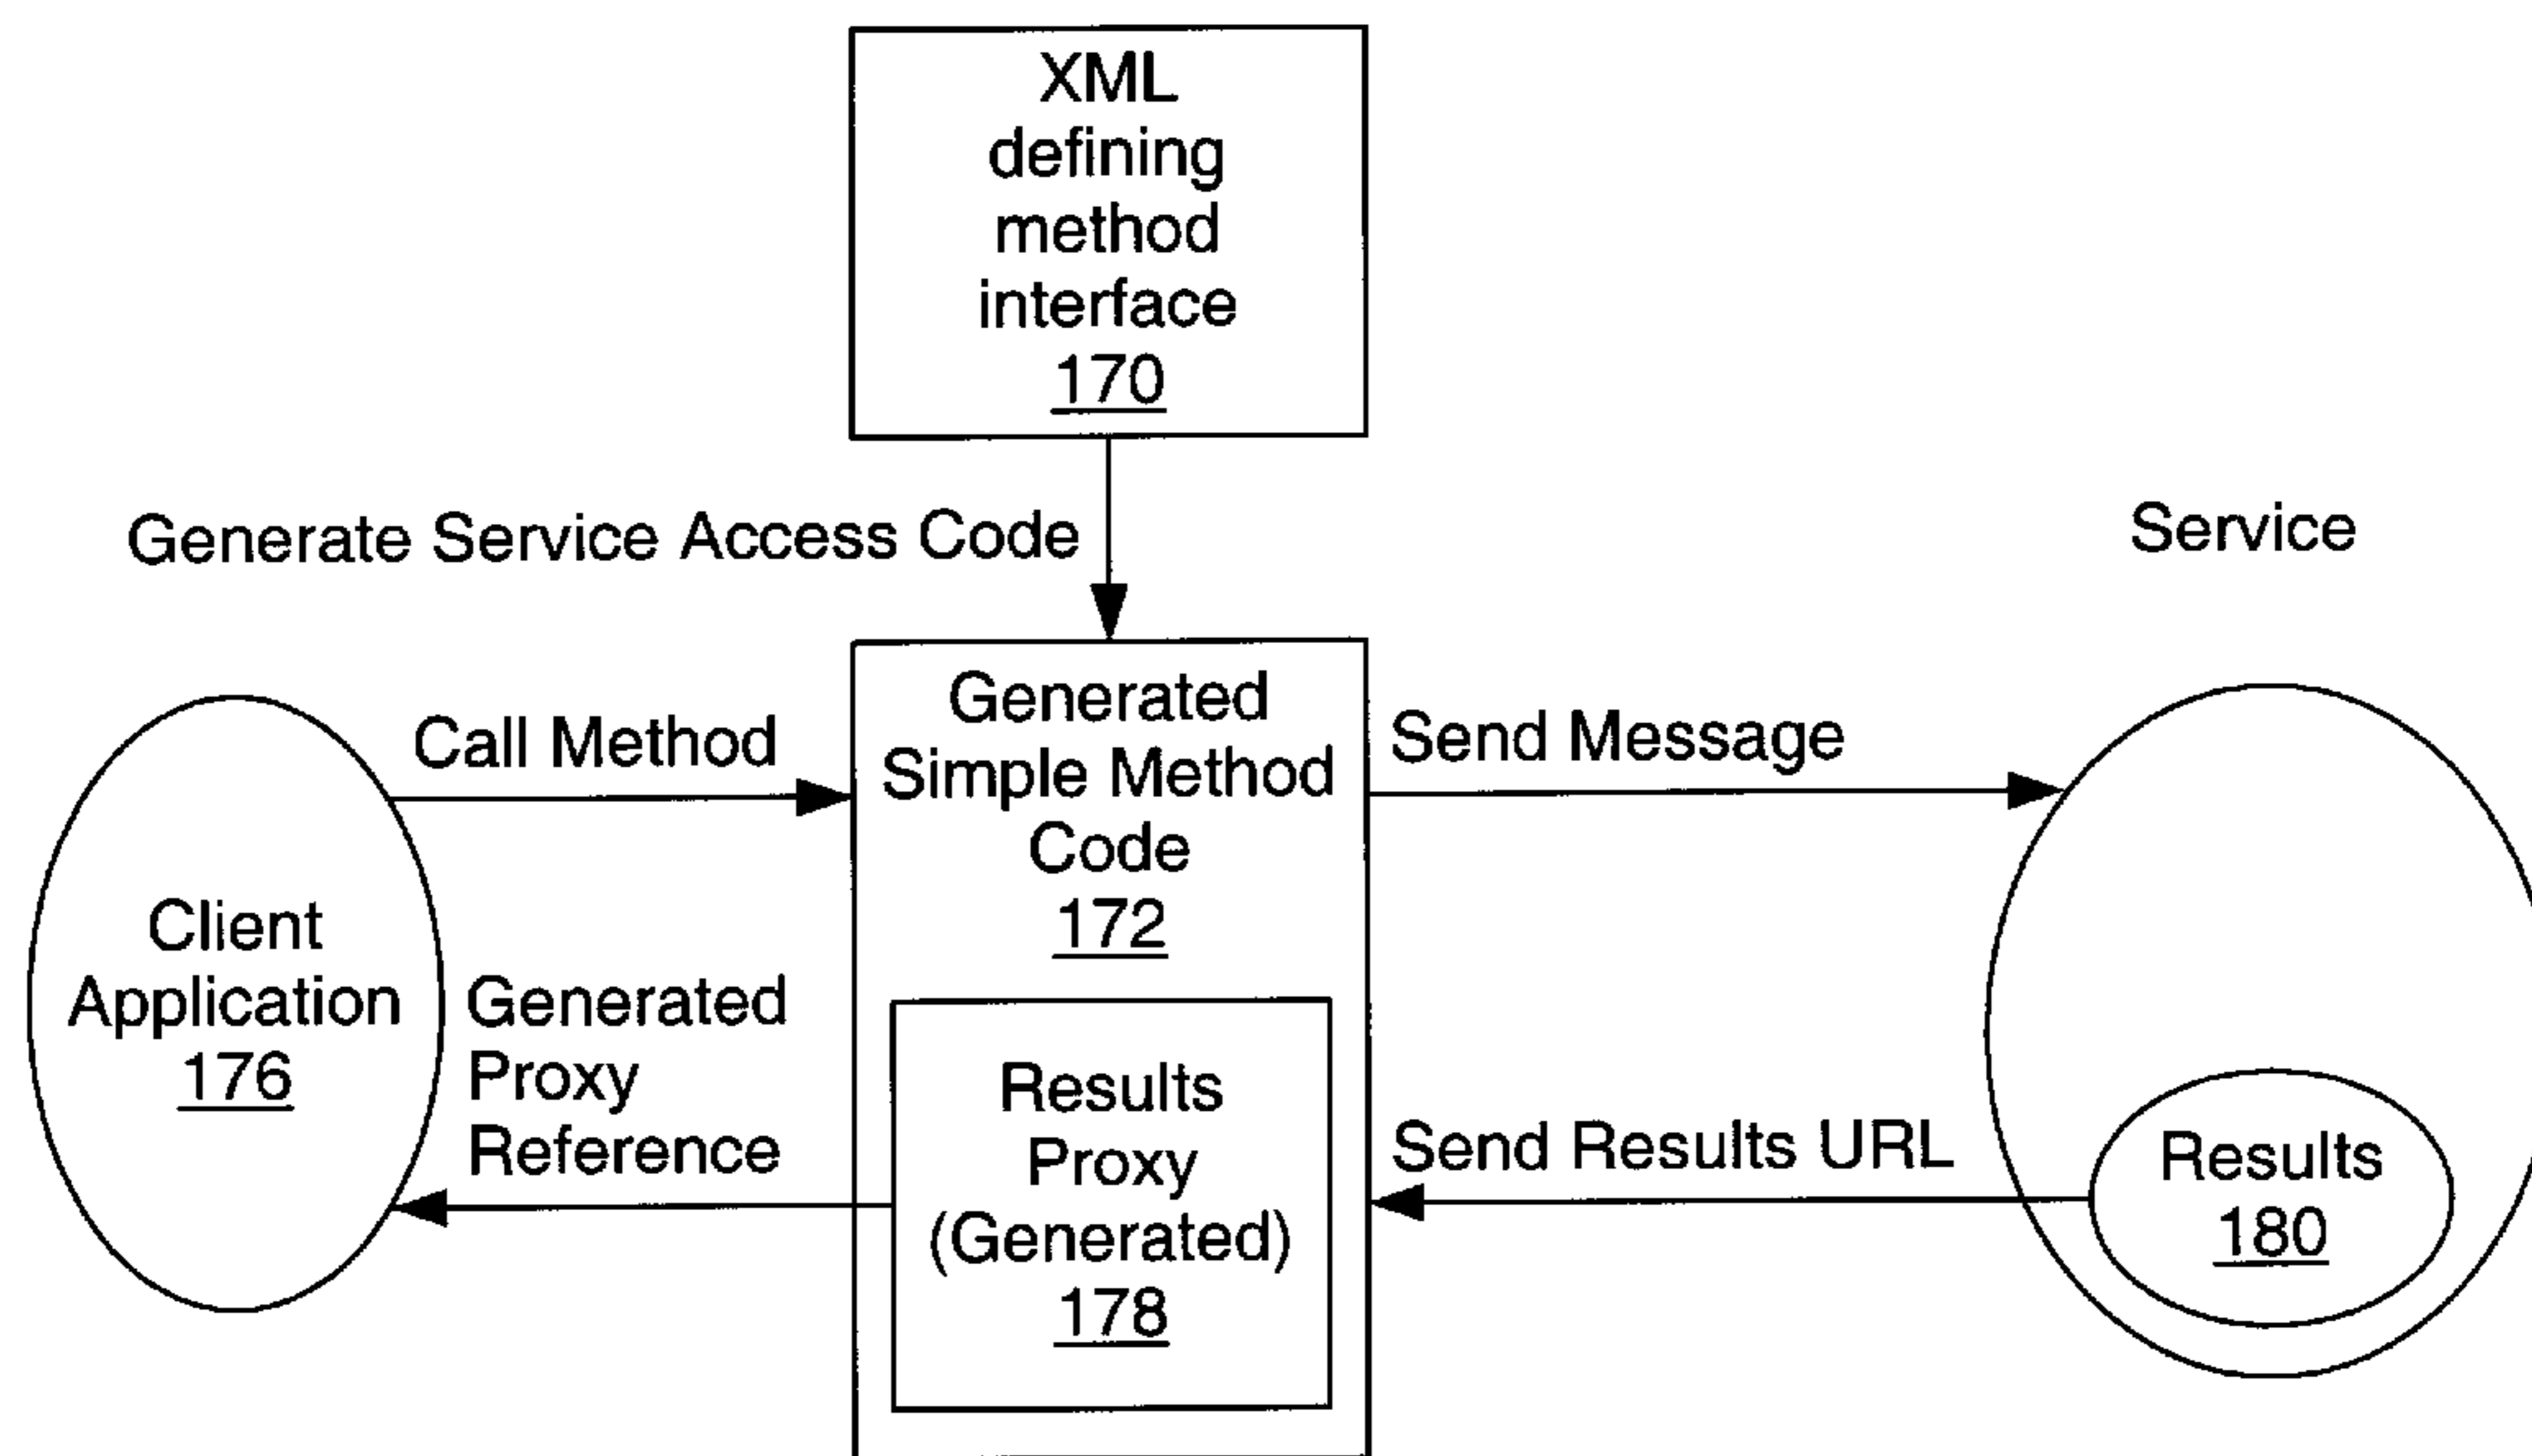 XML
defining
method
interface
170
Generate Service Access Code
Service
Generated
Simple Method
Code
172
Call Method
Send Message
Client
Application
176
Generated
Proxy
Reference
Results
Proxy
(Generated)
178
Send Results URL
Results
180